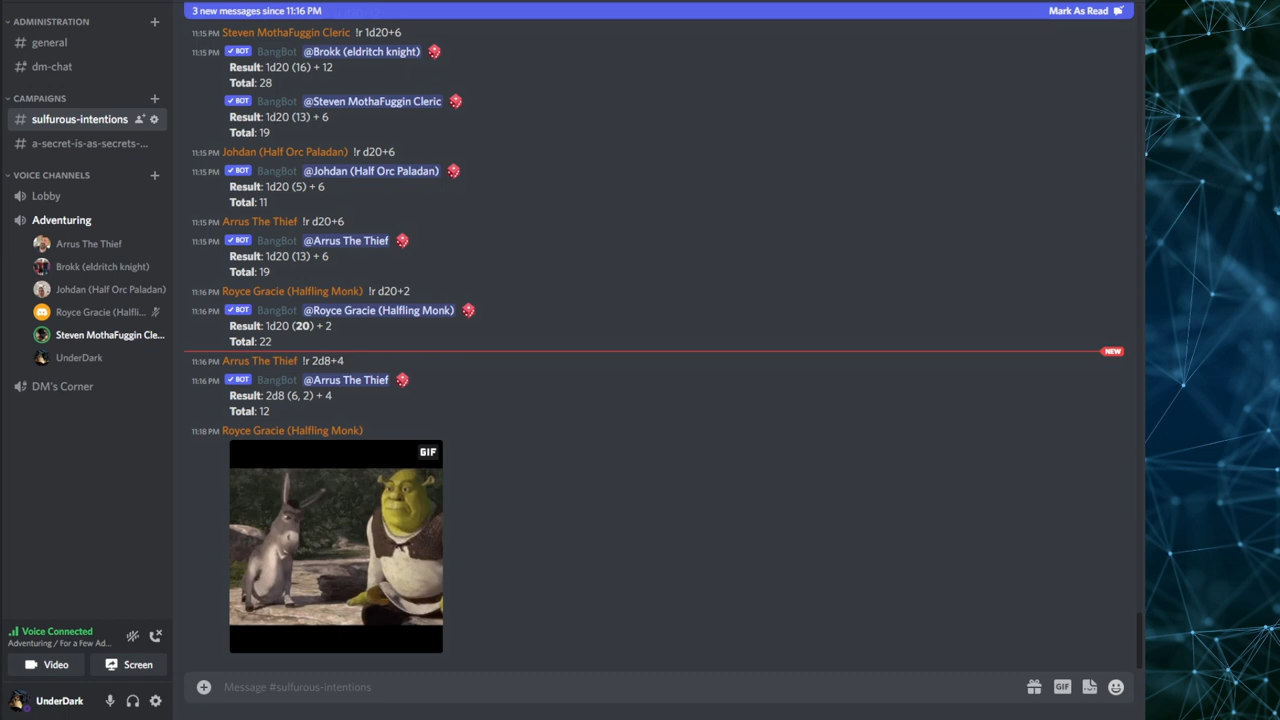 ADMINISTRATION
general
dm-chat
CAMPAIGNS
sulfurous-intentions
a-secret-is-as-secrets-...
VOICE CHANNELS
Lobby
Adventuring
Arrus The Thief
Brokk (eldritch knight)
Johdan (Half Orc Paladan)
Royce Gracie (Halfli...
Steven MothaFuggin Cle...
UnderDark
DM's Corner
Voice Connected
Adventuring / For a Few Ad...
Video
Screen
UnderDark
3 new messages since 11:16 PM
Mark As Read
11:15 PM Steven MothaFuggin Cleric !r 1d20+6
11:15 PM BOT BangBot @Brokk (eldritch knight)
Result: 1d20 (16) + 12
Total: 28
BOT BangBot @Steven MothaFuggin Cleric
Result: 1d20 (13) + 6
Total: 19
11:15 PM Johdan (Half Orc Paladan) !r d20+6
11:15 PM BOT BangBot @Johdan (Half Orc Paladan)
Result: 1d20 (5) + 6
Total: 11
11:15 PM Arrus The Thief !r d20+6
11:15 PM BOT BangBot @Arrus The Thief
Result: 1d20 (13) + 6
Total: 19
11:16 PM Royce Gracie (Halfling Monk) !r d20+2
11:16 PM BOT BangBot @Royce Gracie (Halfling Monk)
Result: 1d20 (20) + 2
Total: 22
NEW
11:16 PM Arrus The Thief !r 2d8+4
11:16 PM BOT BangBot @Arrus The Thief
Result: 2d8 (6, 2) + 4
Total: 12
11:18 PM Royce Gracie (Halfling Monk)
GIF
Message #sulfurous-intentions
GIF